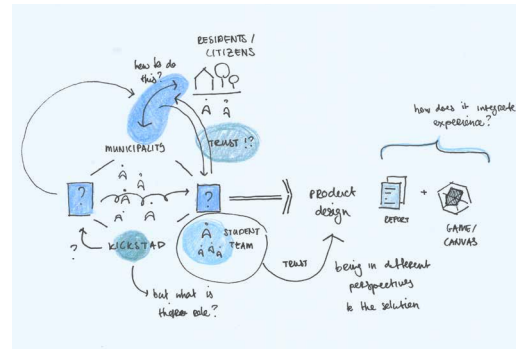 RESIDENTS /
CITIZENS
how to do
this?
TRUST !?
MUNICIPALITY
how does it integrate
experience?
?
?
PRODUCT
design
REPORT
+
GAME/
CANVAS
STUDENT
TEAM
?
KICKSTAD
TRUST
being in different
perspectives
to the solution
but what is
there role?